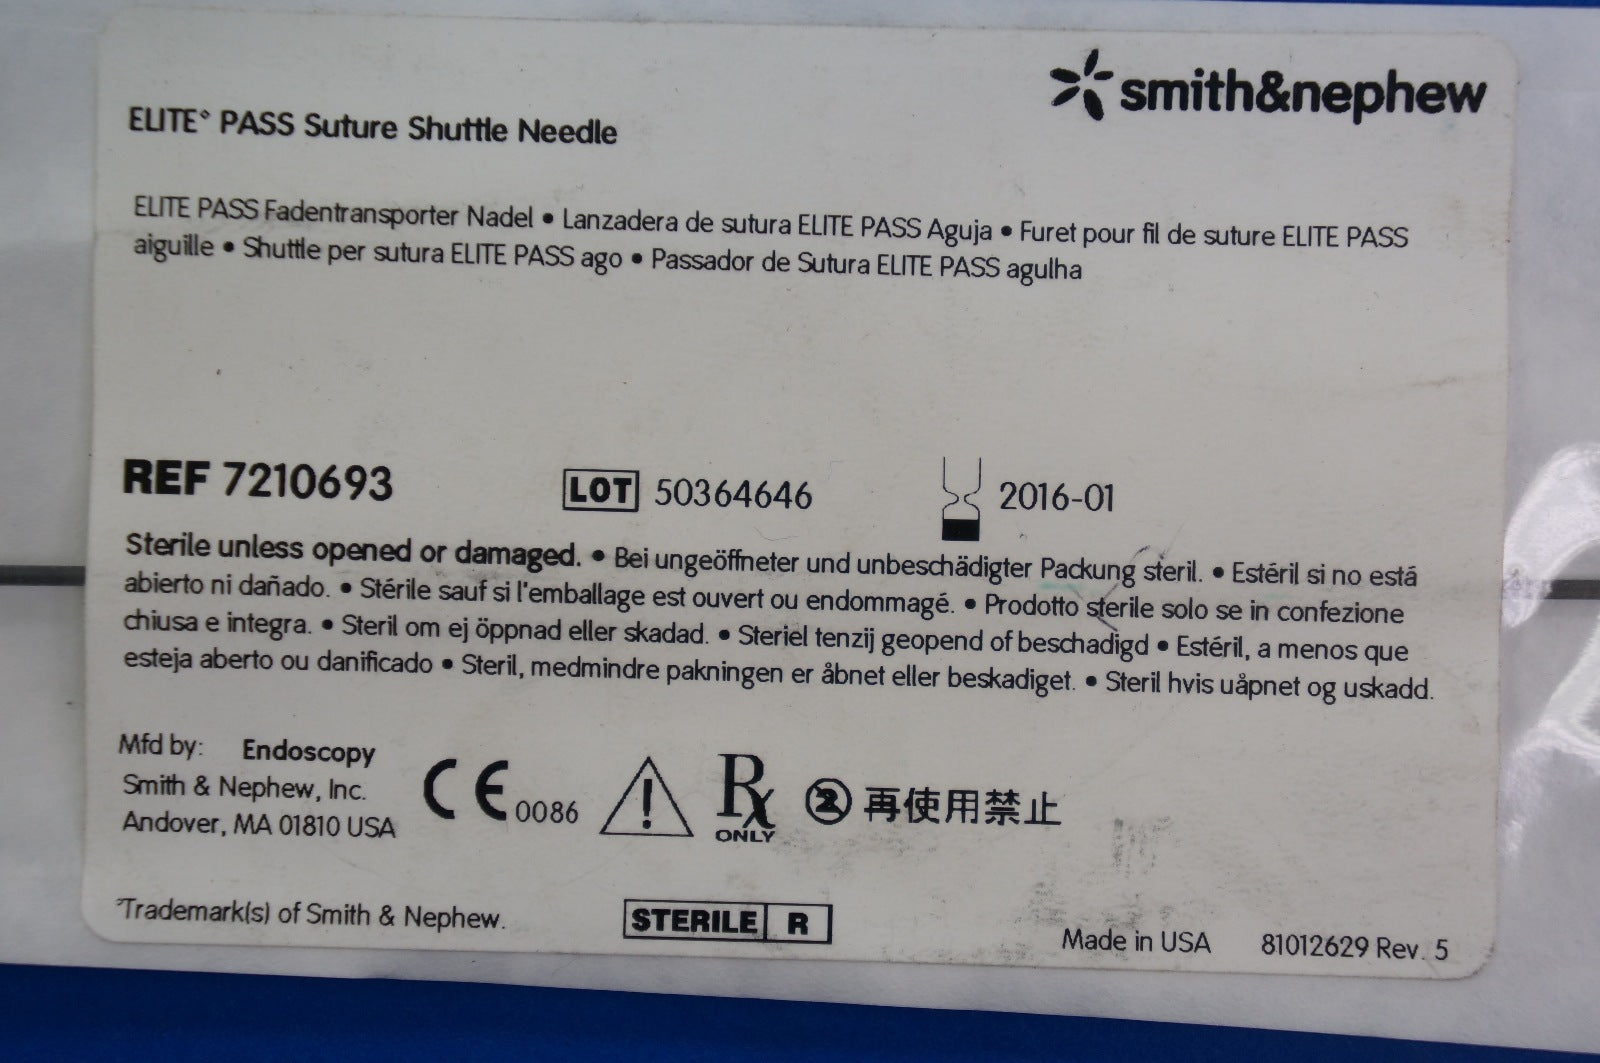 smith&nephew
ELITE° PASS Suture Shuttle Needle
ELITE PASS Fadentransporter Nadel • Lanzadera de sutura ELITE PASS Aguja • Furet pour fil de suture ELITE PASS
aiguille • Shuttle per sutura ELITE PASS ago • Passador de Sutura ELITE PASS agulha
REF 7210693 LOT 50364646 2016-01
Sterile unless opened or damaged. • Bei ungeöffneter und unbeschädigter Packung steril. • Estéril si no está
abierto ni dañado. • Stérile sauf si l'emballage est ouvert ou endommagé. • Prodotto sterile solo se in confezione
chiusa e integra. • Steril om ej öppnad eller skadad. • Steriel tenzij geopend of beschadigd • Estéril, a menos que
esteja aberto ou danificado • Steril, medmindre pakningen er åbnet eller beskadiget. • Steril hvis uåpnet og uskadd.
Mfd by: Endoscopy
Smith & Nephew, Inc.
Andover, MA 01810 USA
CE 0086
!
Rx ONLY
2 再使用禁止
°Trademark(s) of Smith & Nephew.
STERILE R
Made in USA 81012629 Rev. 5